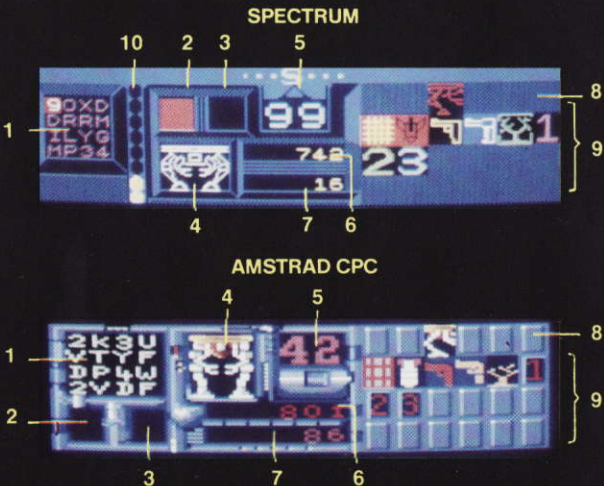 SPECTRUM
10 2 3 5
S
8
9OXD
99
DRRM
1
1 ILYG
742
9
MP34
23
16
4 7 6
AMSTRAD CPC
4 5
2K3U
42
8
1 VTYF
1
DP4W
9
2VDF
801
2 3
2
86
3 7 6